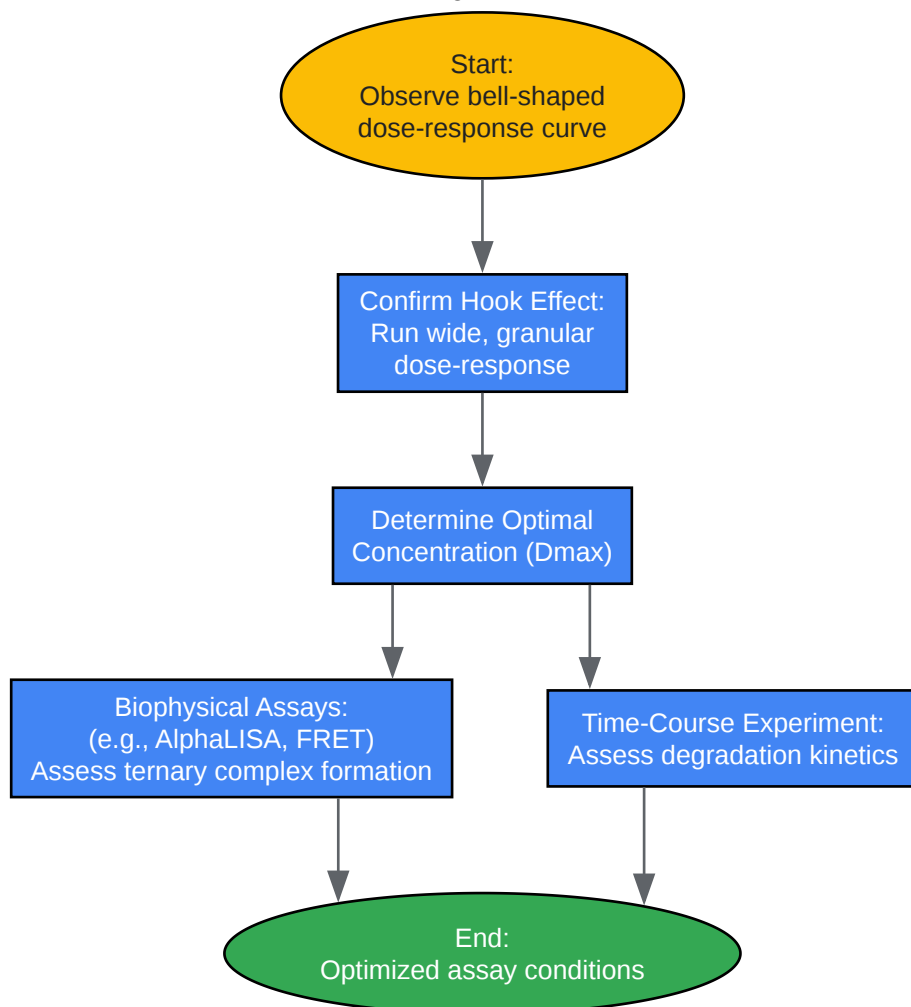 Start:
Observe bell-shaped
dose-response curve
Confirm Hook Effect:
Run wide, granular
dose-response
Determine Optimal
Concentration (Dmax)
Biophysical Assays:
(e.g., AlphaLISA, FRET)
Assess ternary complex formation
Time-Course Experiment:
Assess degradation kinetics
End:
Optimized assay conditions